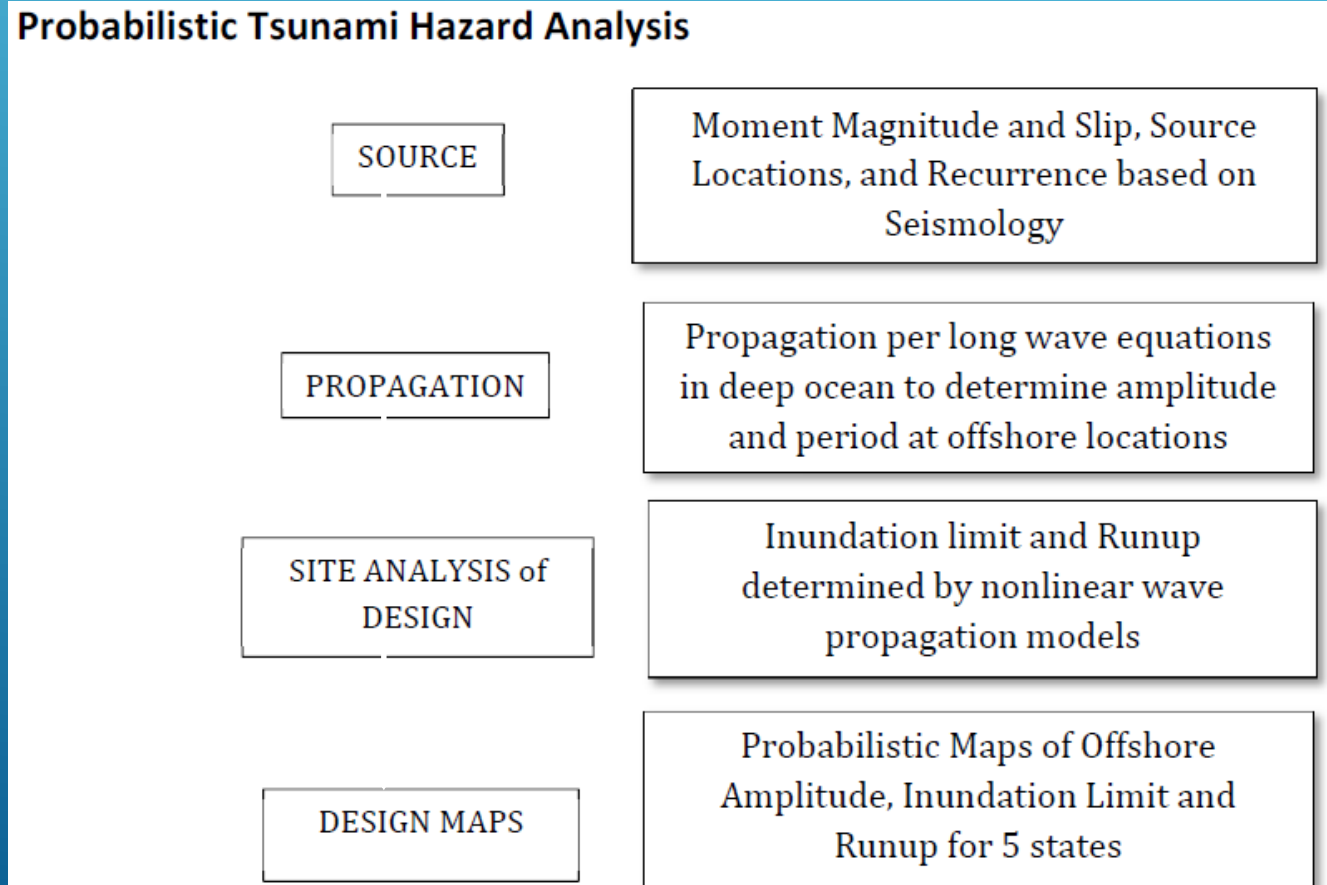 Probabilistic Tsunami Hazard Analysis
SOURCE
Moment Magnitude and Slip, Source
Locations, and Recurrence based on
Seismology
PROPAGATION
Propagation per long wave equations
in deep ocean to determine amplitude
and period at offshore locations
SITE ANALYSIS of
DESIGN
Inundation limit and Runup
determined by nonlinear wave
propagation models
DESIGN MAPS
Probabilistic Maps of Offshore
Amplitude, Inundation Limit and
Runup for 5 states